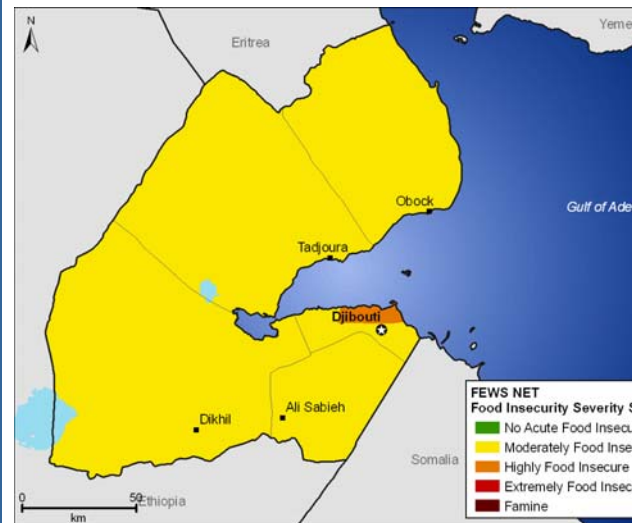 N
Eritrea
Yeme
Obock
Gulf of Ade
Tadjoura
Djibouti
Dikhil
Ali Sabieh
Somalia
Ethiopia
0
50
km
FEWS NET
Food Insecurity Severity S
No Acute Food Insecu
Moderately Food Inse
Highly Food Insecure
Extremely Food Insec
Famine